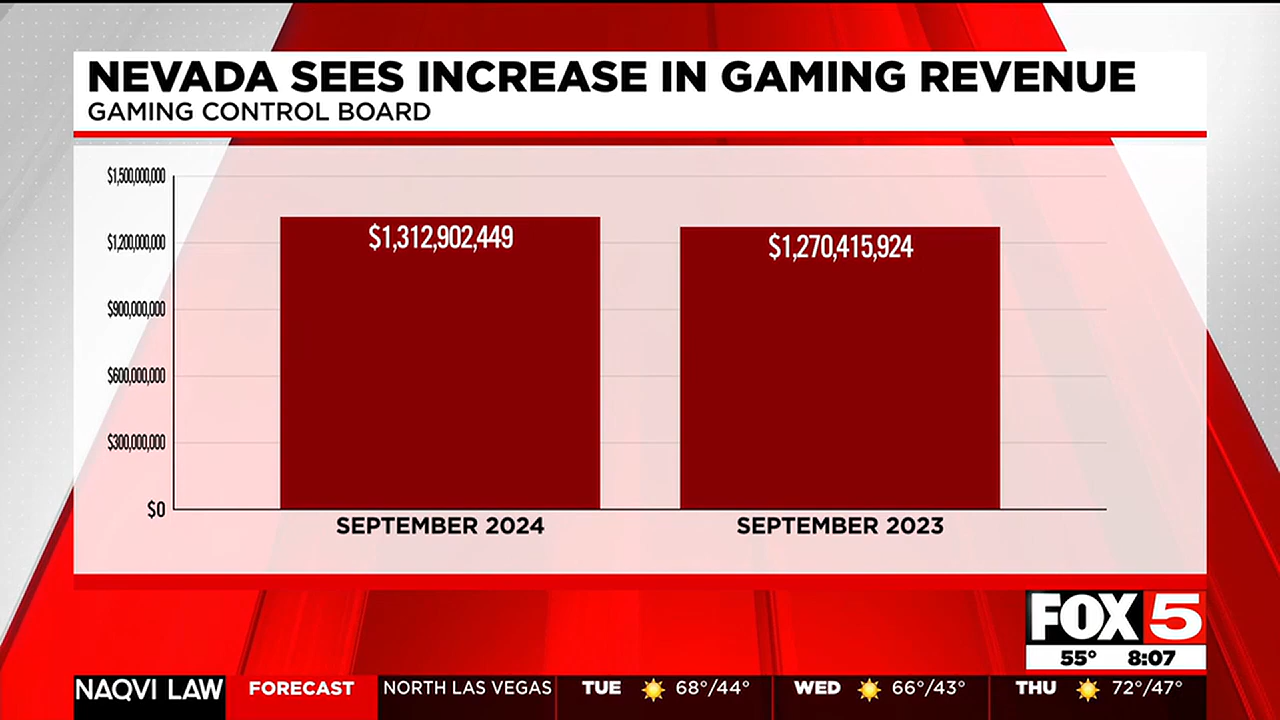 NEVADA SEES INCREASE IN GAMING REVENUE
GAMING CONTROL BOARD
$1,500,000,000
$1,200,000,000
$900,000,000
$600,000,000
$300,000,000
$0
$1,312,902,449
$1,270,415,924
SEPTEMBER 2024
SEPTEMBER 2023
FOX 5
55° 8:07
NAQVI LAW FORECAST NORTH LAS VEGAS TUE 68°/44° WED 66°/43° THU 72°/47°